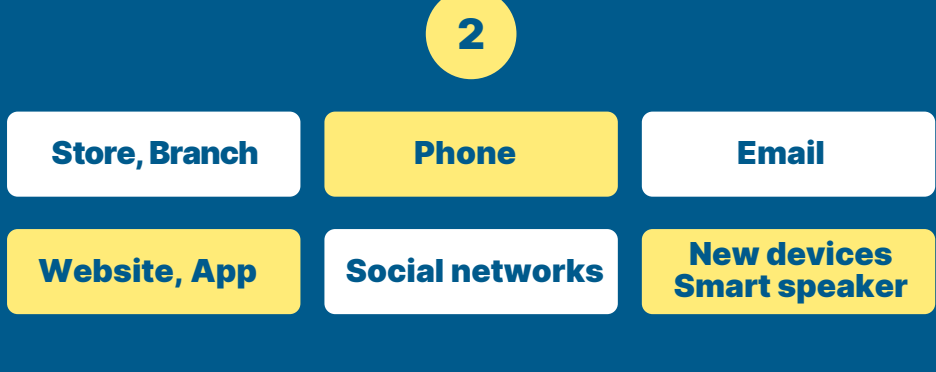 2
Store, Branch
Phone
Email
Website, App
Social networks
New devices
Smart speaker